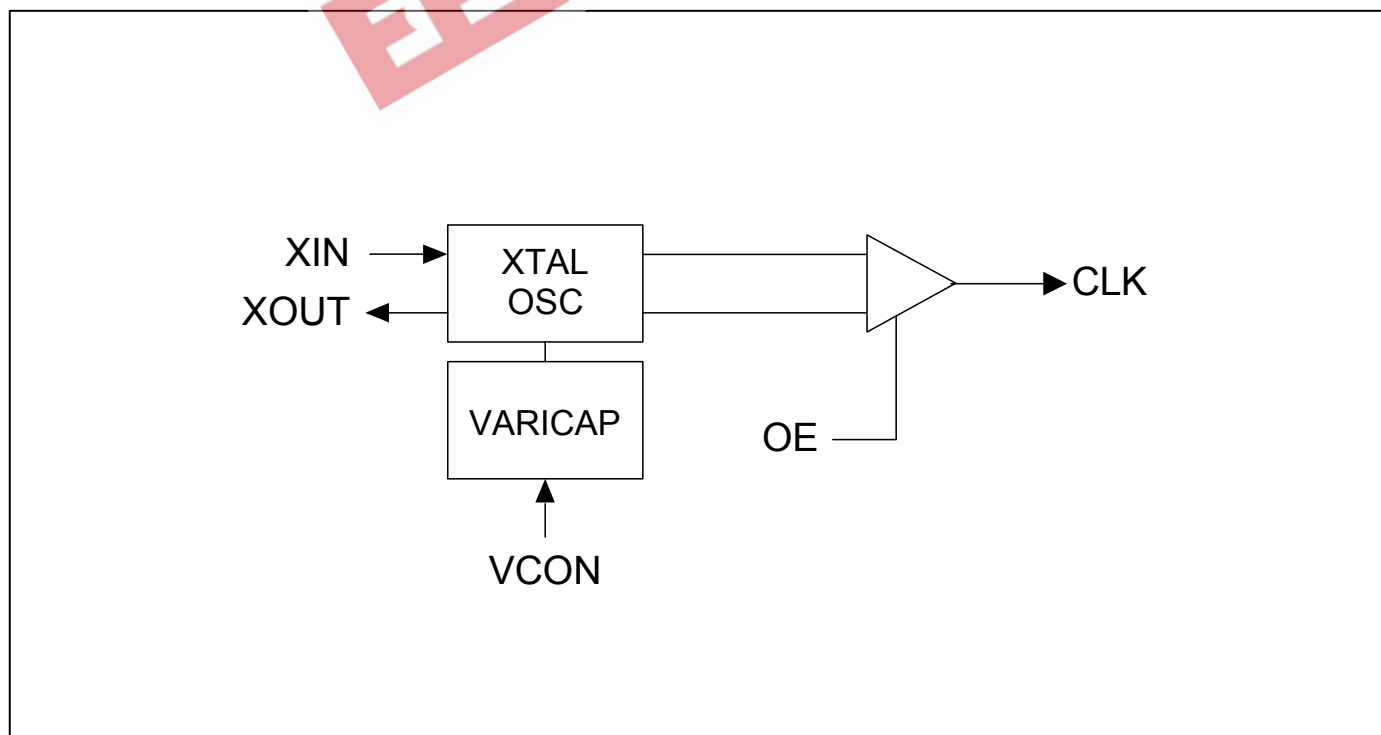 XIN
XOUT
XTAL
OSC
VARICAP
VCON
OE
CLK